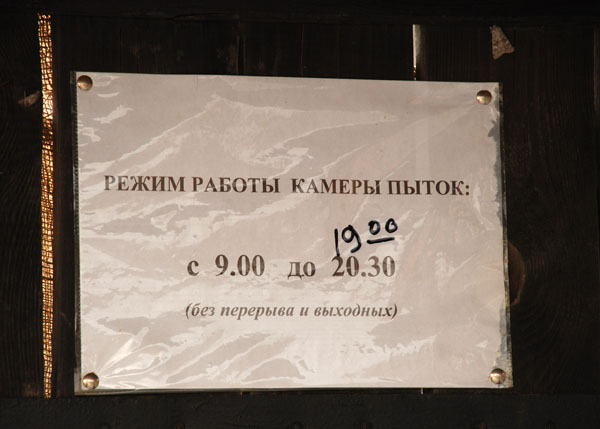 РЕЖИМ РАБОТЫ КАМЕРЫ ПЫТОК:
19 00
с 9.00 до 20.30
(без перерыва и выходных)